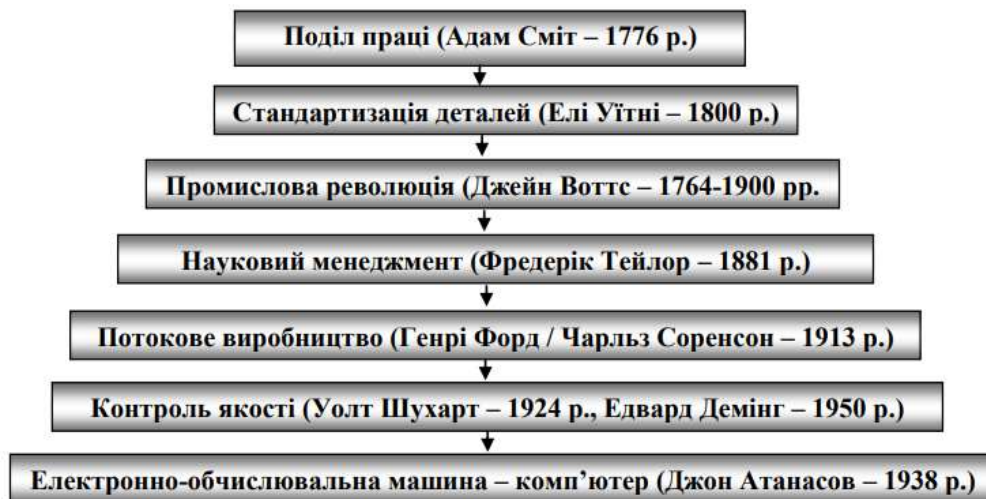 Поділ праці (Адам Сміт – 1776 р.)
Стандартизація деталей (Елі Уїтні – 1800 р.)
Промислова революція (Джейн Воттс – 1764-1900 рр.
Науковий менеджмент (Фредерік Тейлор – 1881 р.)
Потокове виробництво (Генрі Форд / Чарльз Соренсон – 1913 р.)
Контроль якості (Уолт Шухарт – 1924 р., Едвард Демінг – 1950 р.)
Електронно-обчислювальна машина – комп’ютер (Джон Атанасов – 1938 р.)